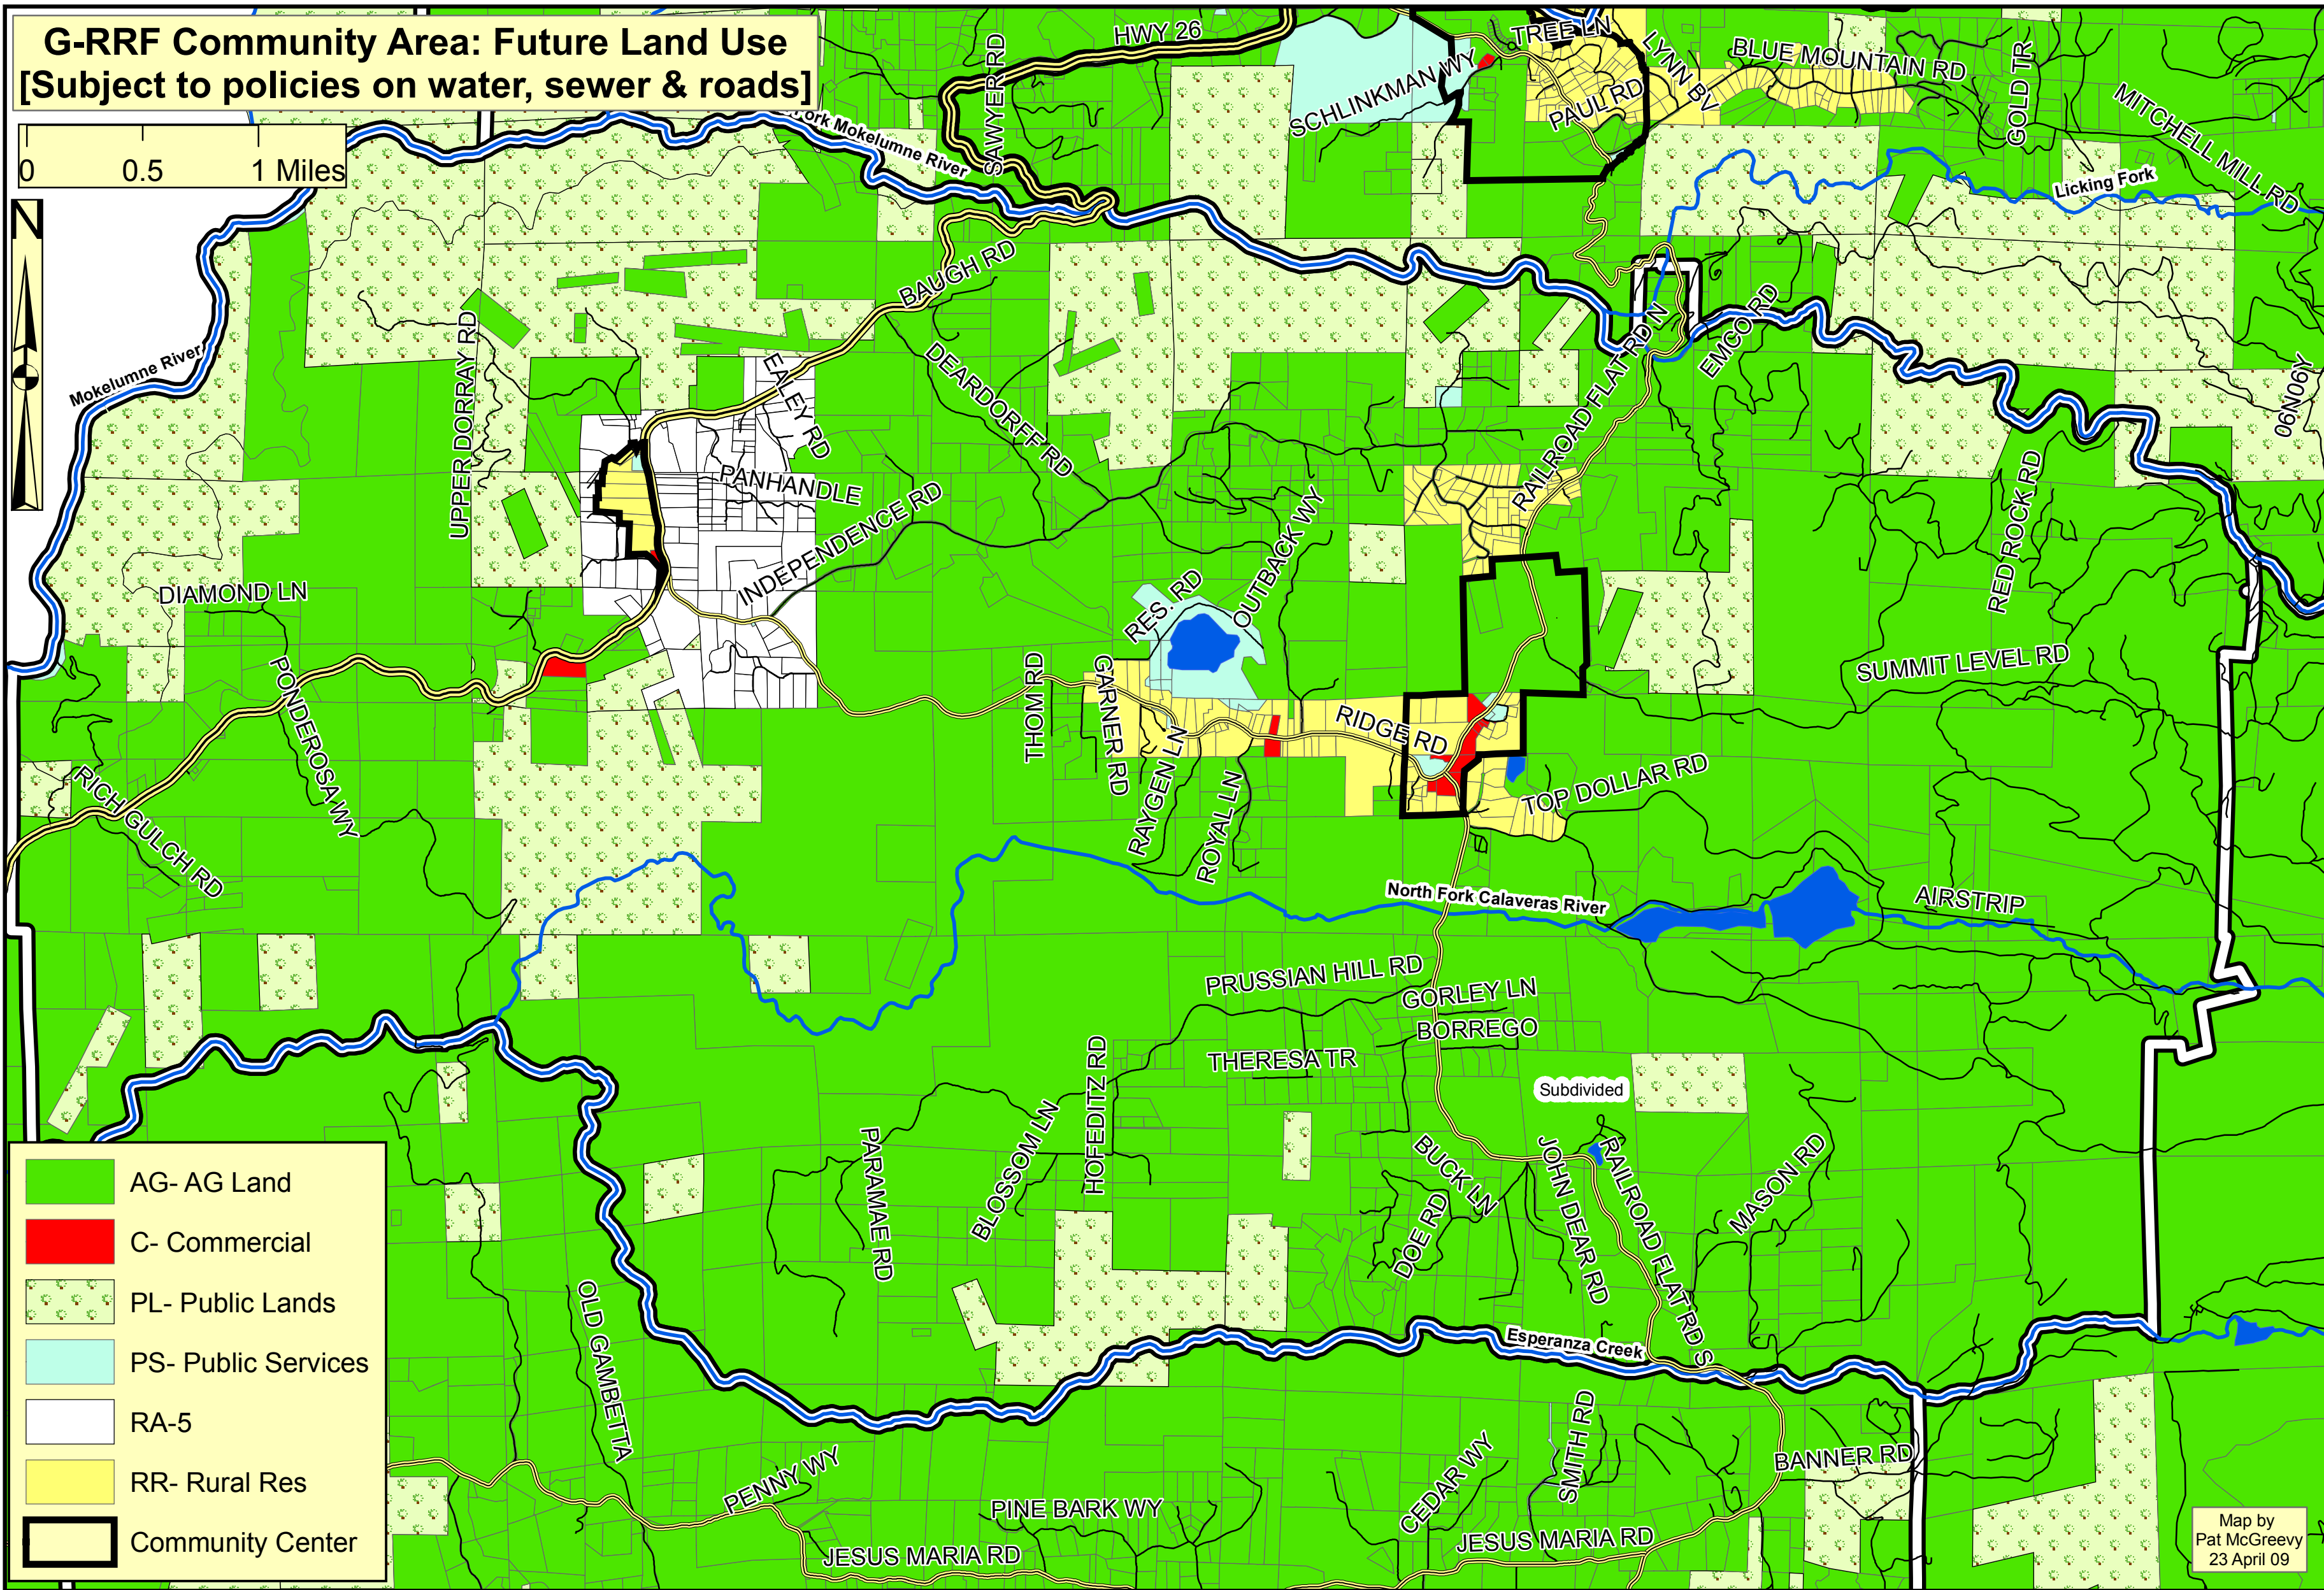 G-RRF Community Area: Future Land Use
[Subject to policies on water, sewer & roads]
0 0.5 1 Miles
N
HWY 26
SAWYER RD
TREE LN
SCHLINKMAN WY
PAUL RD
LYNN BV
BLUE MOUNTAIN RD
GOLD TR
MITCHELL MILL RD
Fork Mokelumne River
Licking Fork
Mokelumne River
BAUGH RD
UPPER DORRAY RD
EALEY RD
DEARDORFF RD
RAILROAD FLAT RD N
EMCO RD
06N06Y
PANHANDLE
INDEPENDENCE RD
OUTBACK WY
RED ROCK RD
DIAMOND LN
RES. RD
SUMMIT LEVEL RD
PONDEROSA WY
THOM RD
GARNER RD
RIDGE RD
RICH GULCH RD
RAYGEN LN
ROYAL LN
TOP DOLLAR RD
North Fork Calaveras River
AIRSTRIP
PRUSSIAN HILL RD
GORLEY LN
BORREGO
THERESA TR
HOFEDITZ RD
Subdivided
BLOSSOM LN
PARAMAE RD
BUCK LN
DOE RD
JOHN DEAR RD
RAILROAD FLAT RD S
MASON RD
OLD GAMBETTA
Esperanza Creek
SMITH RD
BANNER RD
CEDAR WY
PENNY WY
PINE BARK WY
JESUS MARIA RD
JESUS MARIA RD
AG- AG Land
C- Commercial
PL- Public Lands
PS- Public Services
RA-5
RR- Rural Res
Community Center
Map by
Pat McGreevy
23 April 09